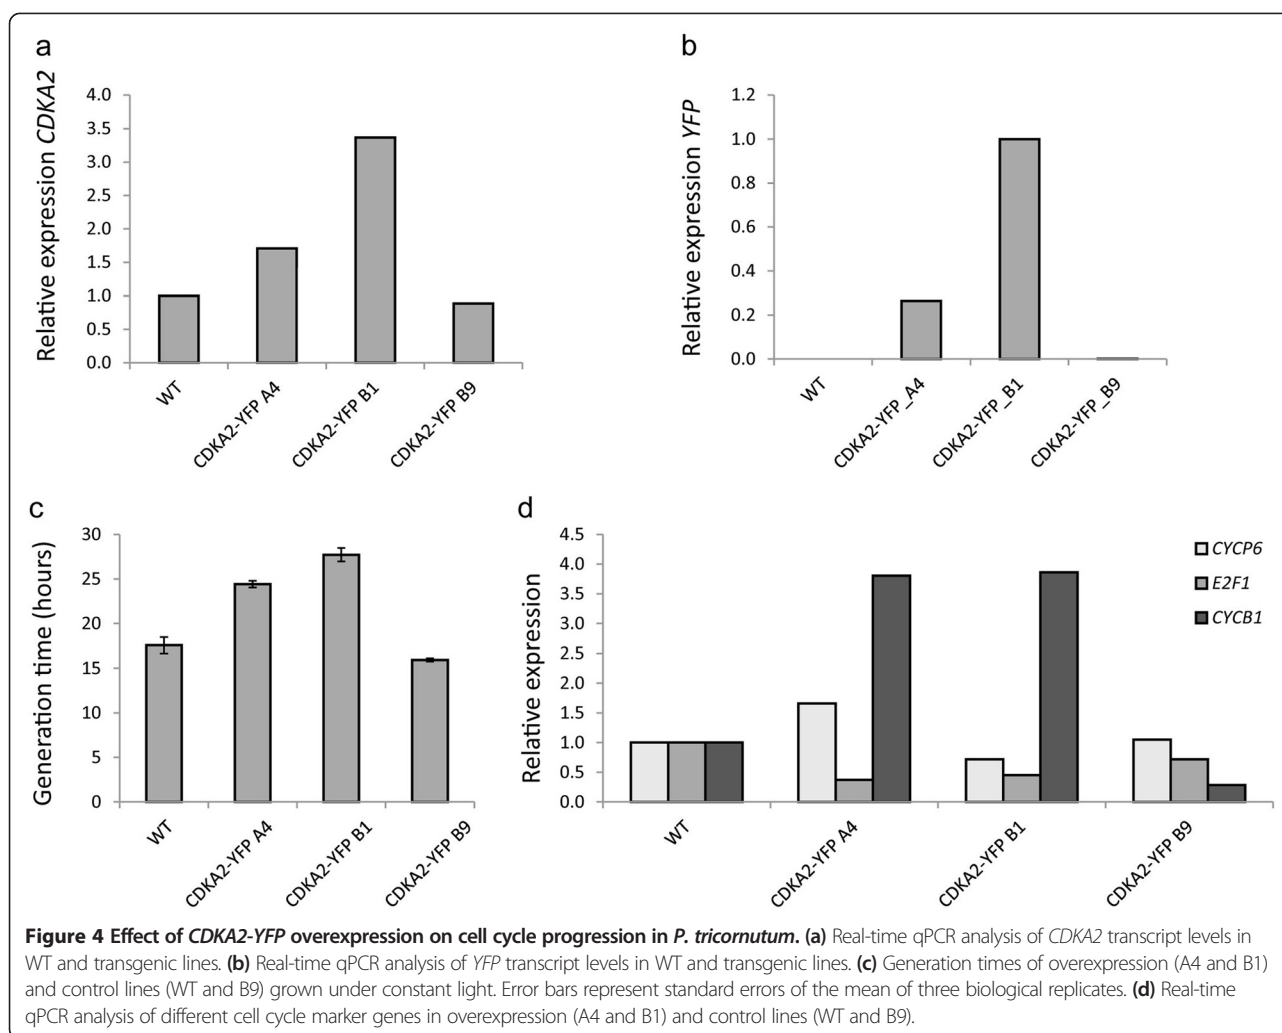 a
Relative expression CDKA2
4.0
3.5
3.0
2.5
2.0
1.5
1.0
0.5
0.0
WT
CDKA2-YFP A4
CDKA2-YFP B1
CDKA2-YFP B9
b
Relative expression YFP
1.2
1.0
0.8
0.6
0.4
0.2
0.0
WT
CDKA2-YFP_A4
CDKA2-YFP_B1
CDKA2-YFP_B9
c
Generation time (hours)
30
25
20
15
10
5
0
WT
CDKA2-YFP A4
CDKA2-YFP B1
CDKA2-YFP B9
d
Relative expression
4.5
4.0
3.5
3.0
2.5
2.0
1.5
1.0
0.5
0.0
WT
CDKA2-YFP A4
CDKA2-YFP B1
CDKA2-YFP B9
CYCP6
E2F1
CYCB1
Figure 4 Effect of CDKA2-YFP overexpression on cell cycle progression in P. tricornutum. (a) Real-time qPCR analysis of CDKA2 transcript levels in
WT and transgenic lines. (b) Real-time qPCR analysis of YFP transcript levels in WT and transgenic lines. (c) Generation times of overexpression (A4 and B1)
and control lines (WT and B9) grown under constant light. Error bars represent standard errors of the mean of three biological replicates. (d) Real-time
qPCR analysis of different cell cycle marker genes in overexpression (A4 and B1) and control lines (WT and B9).